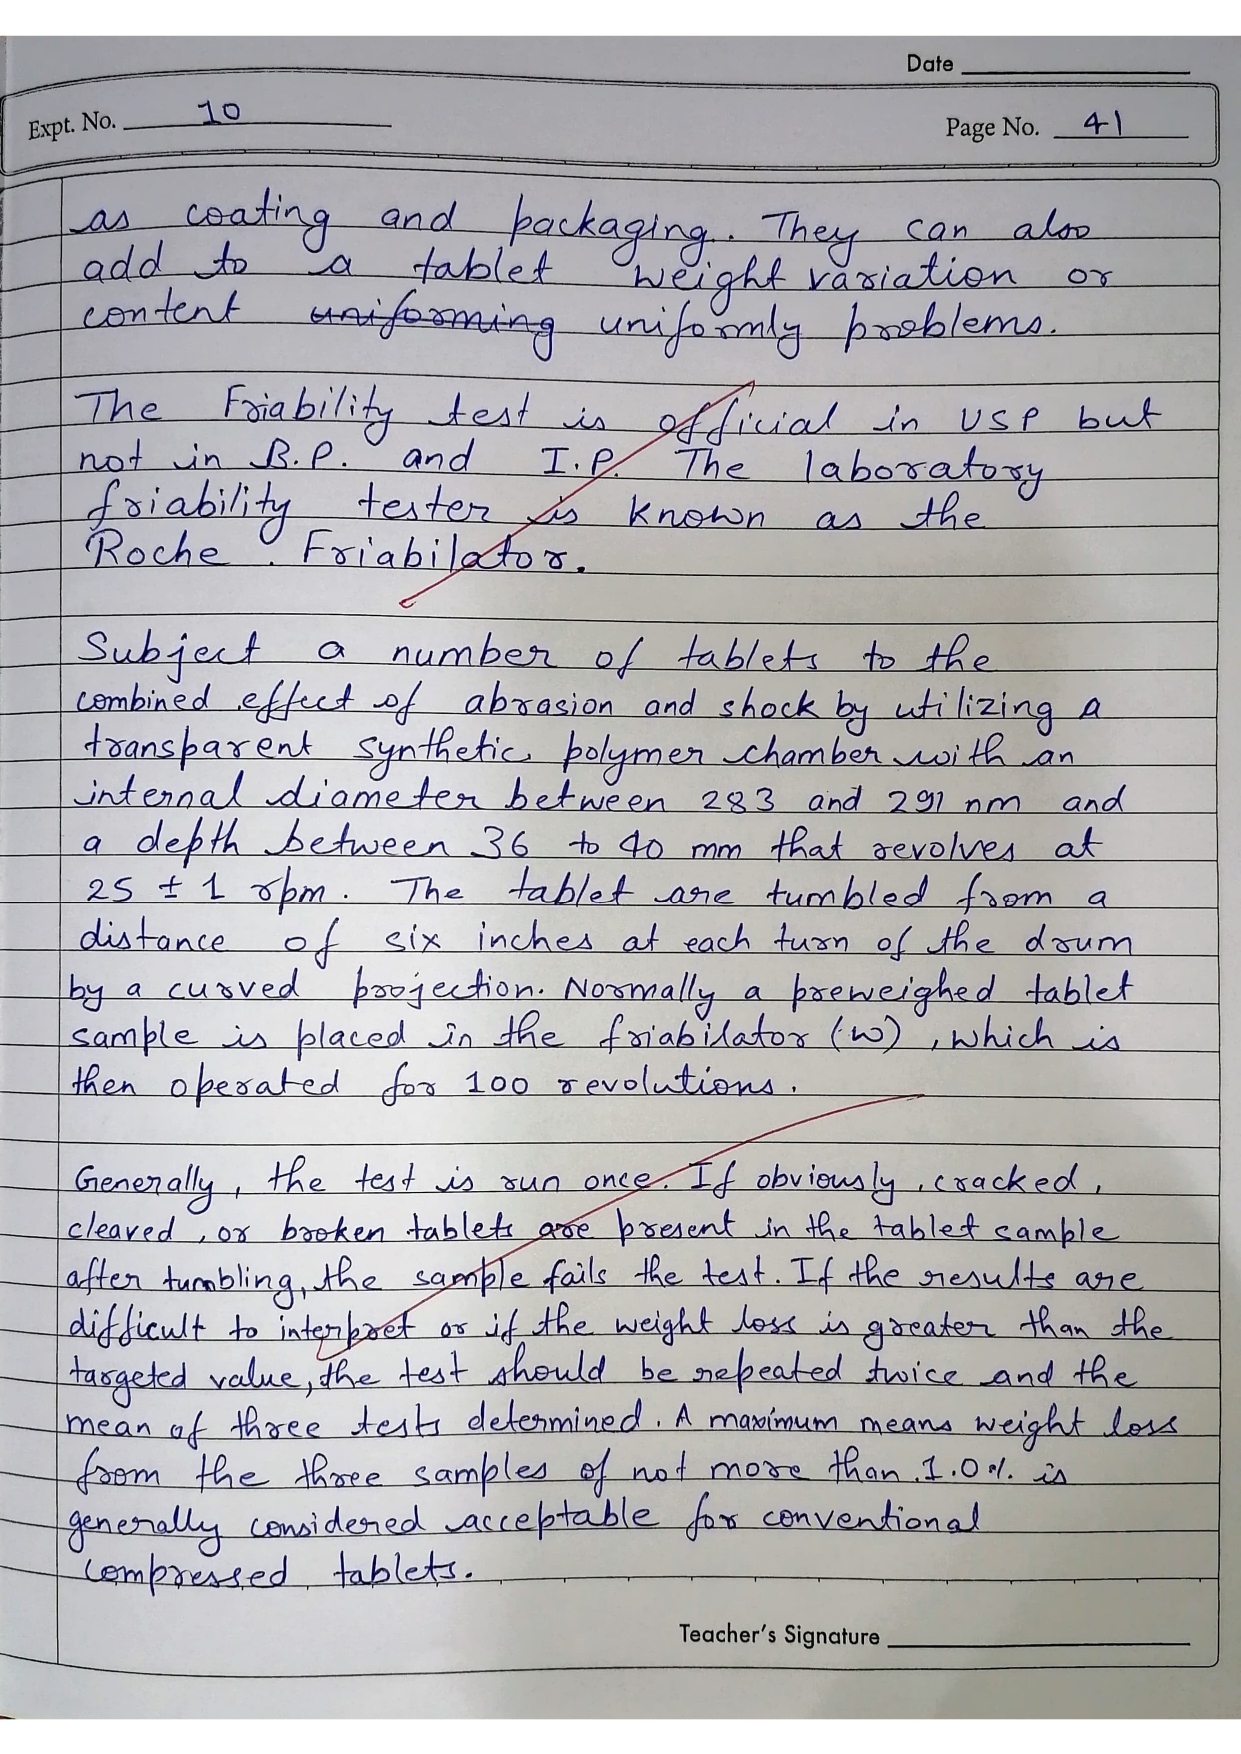 Date
Expt. No. 10
Page No. 41
as coating and packaging. They can also
add to a tablet weight variation or
content uniforming uniformly problems.
The Friability test is official in USP but
not in B.P. and I.P. The laboratory
friability tester is known as the
Roche Friabilator.
Subject a number of tablets to the
combined effect of abrasion and shock by utilizing a
transparent synthetic polymer chamber with an
internal diameter between 283 and 291 nm and
a depth between 36 to 40 mm that revolves at
25 ± 1 rpm. The tablet are tumbled from a
distance of six inches at each turn of the drum
by a curved projection. Normally a preweighed tablet
sample is placed in the friabilator (w), which is
then operated for 100 revolutions.
Generally, the test is run once. If obviously, cracked,
cleaved, or broken tablets are present in the tablet sample
after tumbling, the sample fails the test. If the results are
difficult to interpret or if the weight loss is greater than the
targeted value, the test should be repeated twice and the
mean of three tests determined. A maximum means weight loss
from the three samples of not more than 1.0% is
generally considered acceptable for conventional
compressed tablets.
Teacher's Signature